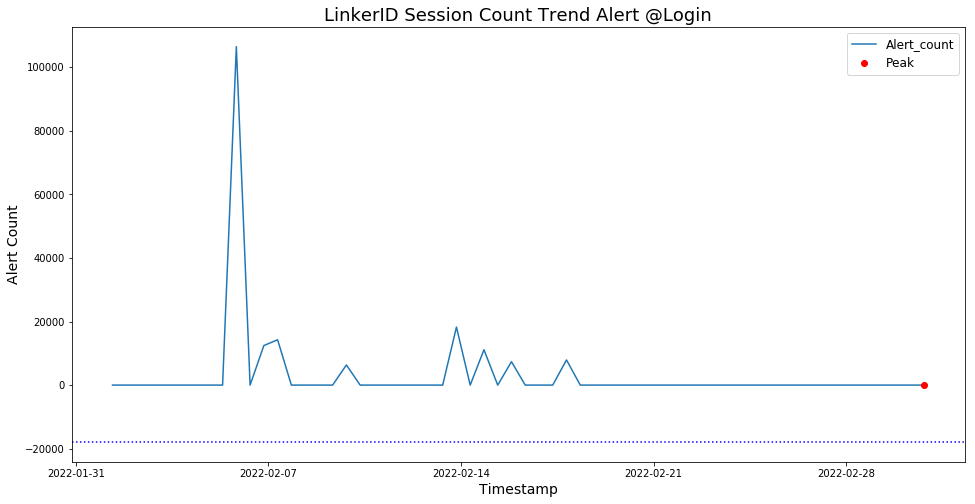 LinkerID Session Count Trend Alert @Login
Alert_count
Peak
100000
80000
60000
40000
20000
0
−20000
Alert Count
2022-01-31
2022-02-07
2022-02-14
2022-02-21
2022-02-28
Timestamp